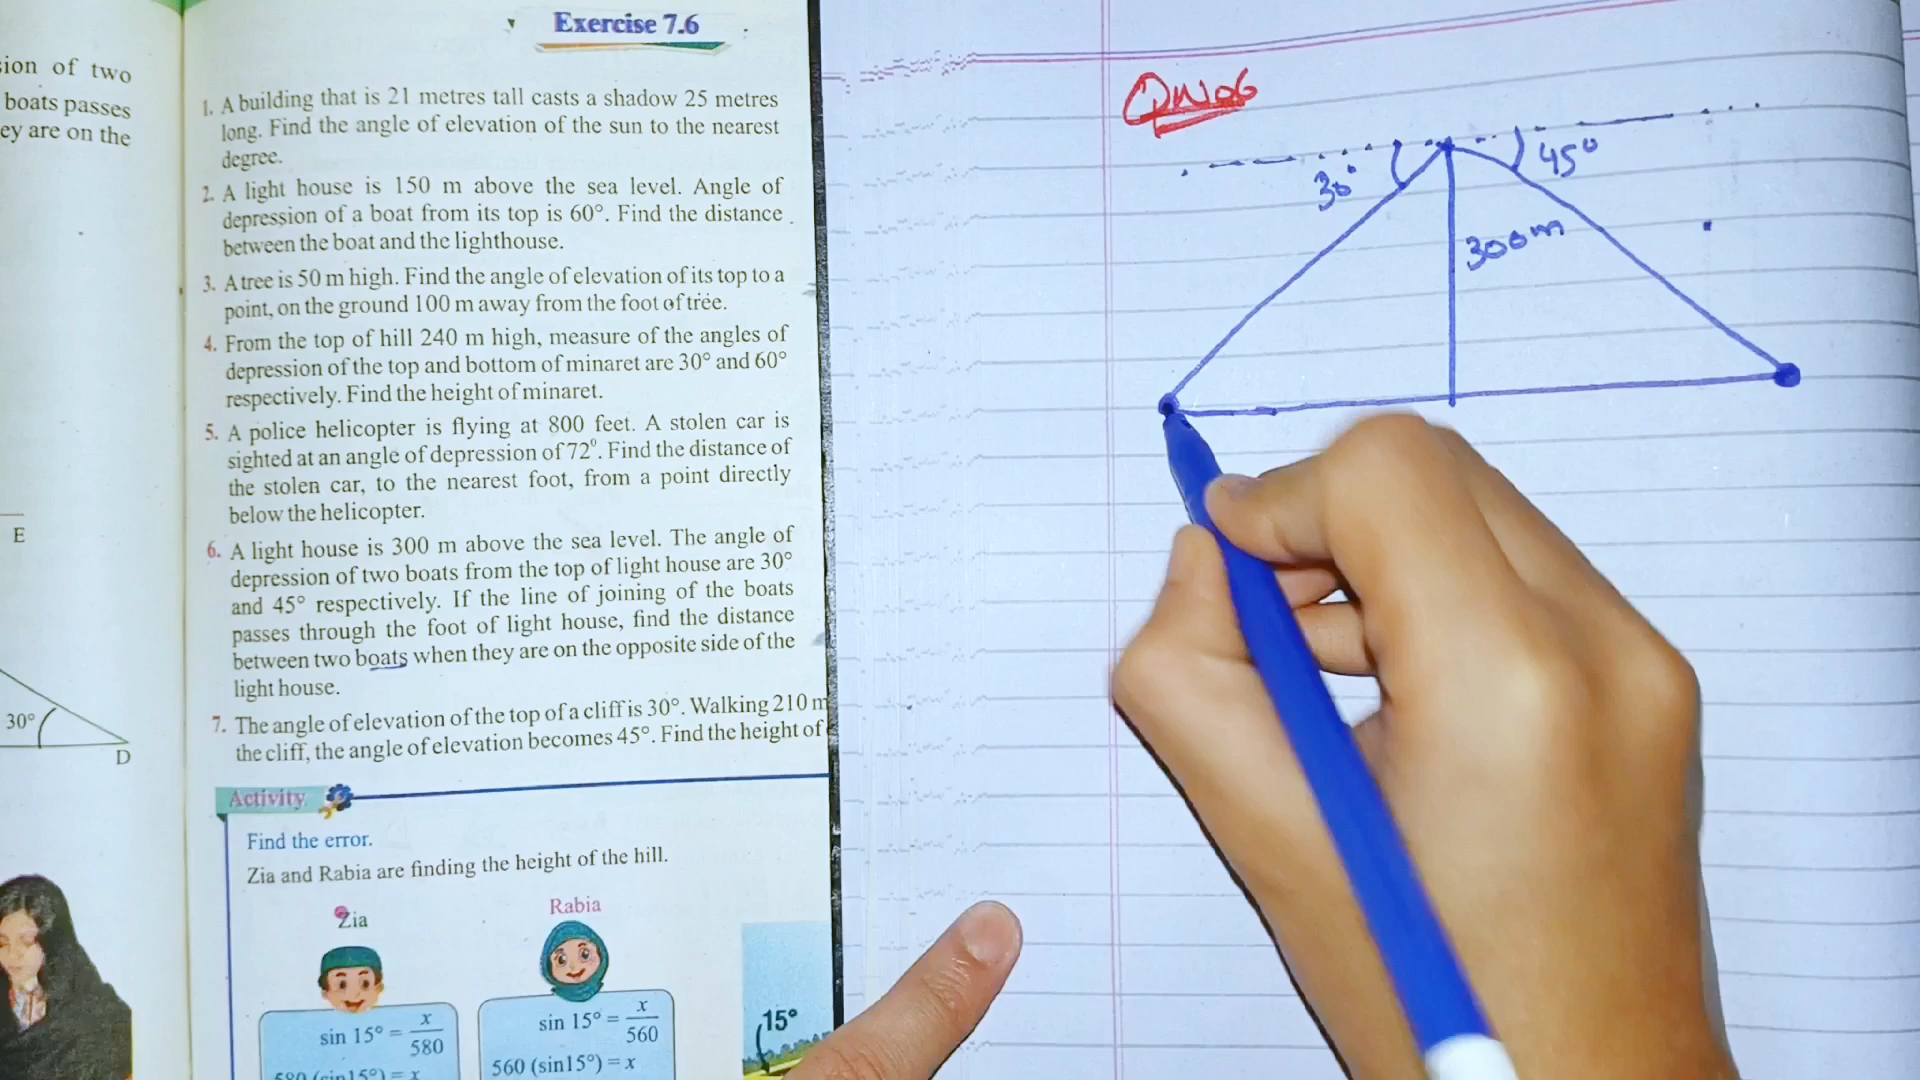 sion of two
boats passes
ey are on the
E
30°
D
Exercise 7.6
1. A building that is 21 metres tall casts a shadow 25 metres
long. Find the angle of elevation of the sun to the nearest
degree.
2. A light house is 150 m above the sea level. Angle of
depression of a boat from its top is 60°. Find the distance
between the boat and the lighthouse.
3. A tree is 50 m high. Find the angle of elevation of its top to a
point, on the ground 100 m away from the foot of tree.
4. From the top of hill 240 m high, measure of the angles of
depression of the top and bottom of minaret are 30° and 60°
respectively. Find the height of minaret.
5. A police helicopter is flying at 800 feet. A stolen car is
sighted at an angle of depression of 72°. Find the distance of
the stolen car, to the nearest foot, from a point directly
below the helicopter.
6. A light house is 300 m above the sea level. The angle of
depression of two boats from the top of light house are 30°
and 45° respectively. If the line of joining of the boats
passes through the foot of light house, find the distance
between two boats when they are on the opposite side of the
light house.
7. The angle of elevation of the top of a cliff is 30°. Walking 210 m
the cliff, the angle of elevation becomes 45°. Find the height of
Activity
Find the error.
Zia and Rabia are finding the height of the hill.
Zia
Rabia
sin 15° = x/580
580 (sin15°) = x
sin 15° = x/560
560 (sin15°) = x
15°
QNo6
30°
45°
300m